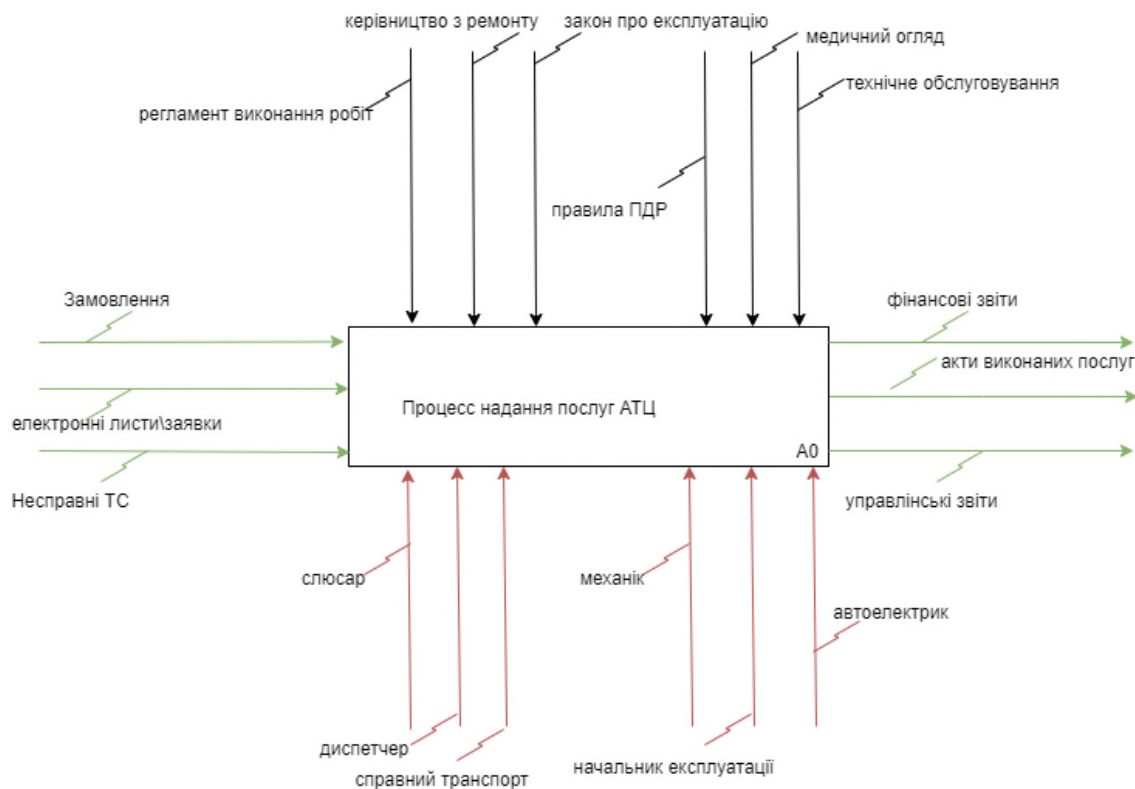 керівництво з ремонту
закон про експлуатацію
медичний огляд
технічне обслуговування
регламент виконання робіт
правила ПДР
Замовлення
фінансові звіти
акти виконаних послуг
Процесс надання послуг АТЦ
електронні листи\заявки
A0
Несправні ТС
управлінські звіти
слюсар
механік
автоелектрик
диспетчер
начальник експлуатації
справний транспорт